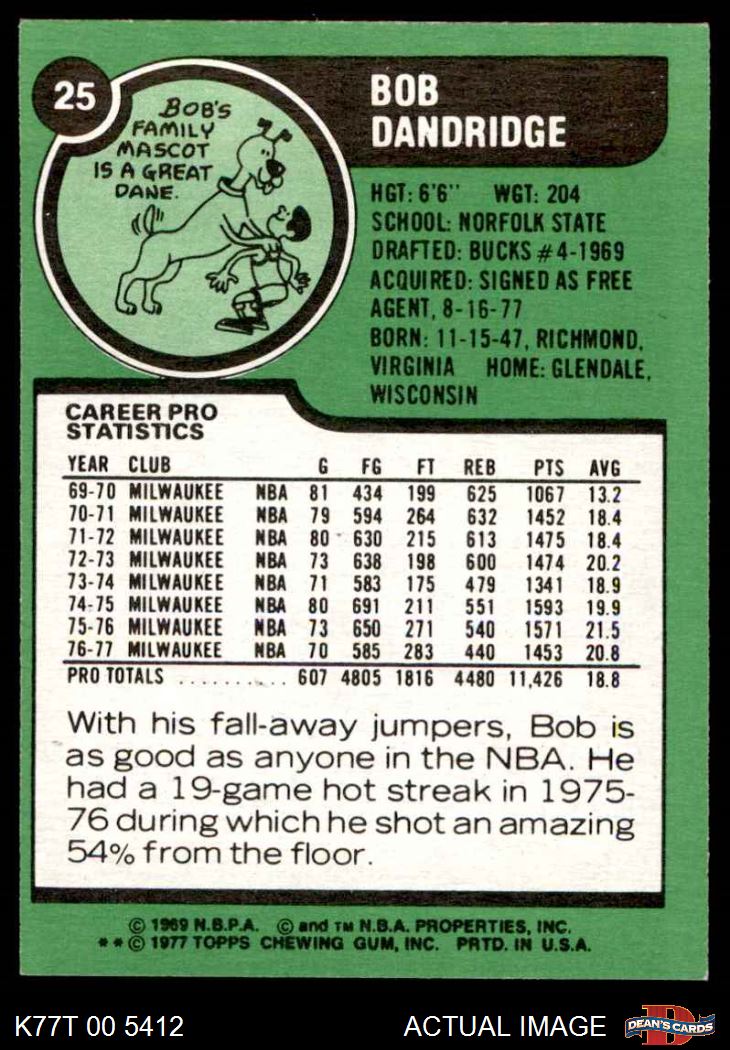 25
BOB'S
FAMILY
MASCOT
IS A GREAT
DANE.
BOB
DANDRIDGE
HGT: 6'6" WGT: 204
SCHOOL: NORFOLK STATE
DRAFTED: BUCKS #4-1969
ACQUIRED: SIGNED AS FREE
AGENT, 8-16-77
BORN: 11-15-47, RICHMOND,
VIRGINIA HOME: GLENDALE,
WISCONSIN
CAREER PRO
STATISTICS
YEAR CLUB G FG FT REB PTS AVG
69-70 MILWAUKEE NBA 81 434 199 625 1067 13.2
70-71 MILWAUKEE NBA 79 594 264 632 1452 18.4
71-72 MILWAUKEE NBA 80 630 215 613 1475 18.4
72-73 MILWAUKEE NBA 73 638 198 600 1474 20.2
73-74 MILWAUKEE NBA 71 583 175 479 1341 18.9
74-75 MILWAUKEE NBA 80 691 211 551 1593 19.9
75-76 MILWAUKEE NBA 73 650 271 540 1571 21.5
76-77 MILWAUKEE NBA 70 585 283 440 1453 20.8
PRO TOTALS .......... 607 4805 1816 4480 11,426 18.8
With his fall-away jumpers, Bob is
as good as anyone in the NBA. He
had a 19-game hot streak in 1975-
76 during which he shot an amazing
54% from the floor.
© 1969 N.B.P.A. © and TM N.B.A. PROPERTIES, INC.
** © 1977 TOPPS CHEWING GUM, INC. PRTD. IN U.S.A.
K77T 00 5412 ACTUAL IMAGE D DEAN'S CARDS